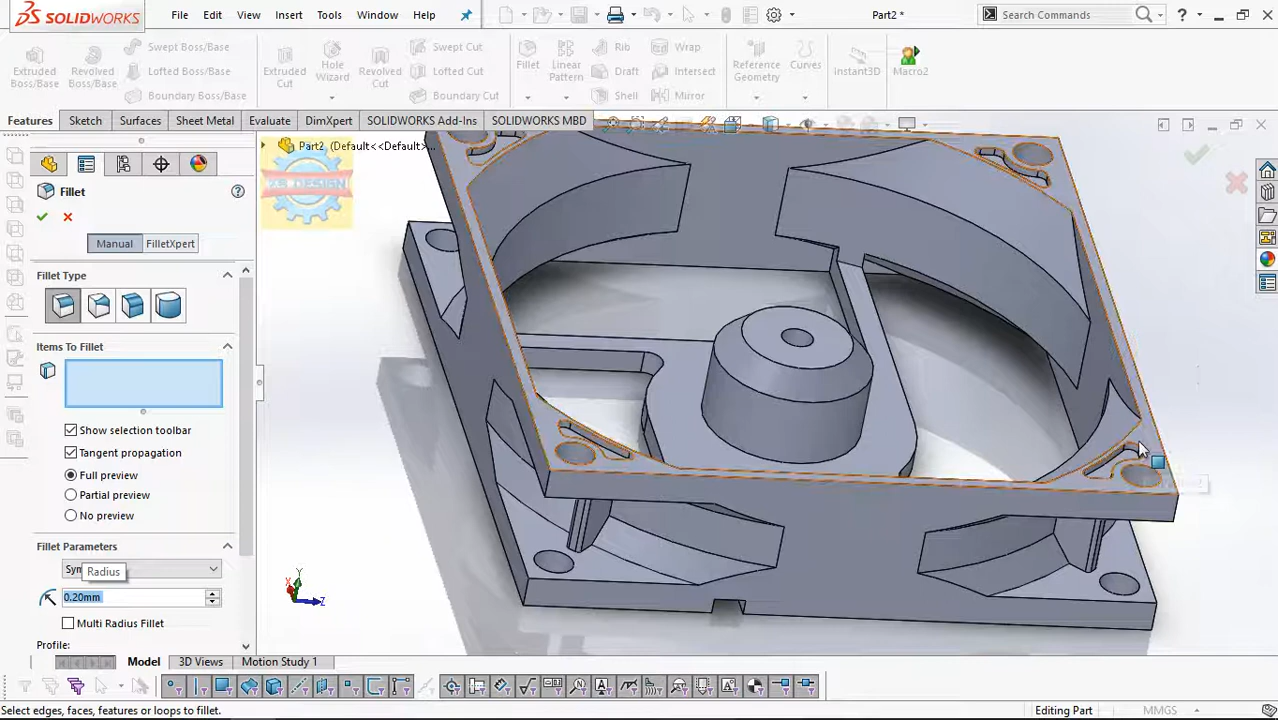 SOLIDWORKS
File Edit View Insert Tools Window Help
Part2 *
Search Commands
?
Extruded Boss/Base
Revolved Boss/Base
Swept Boss/Base
Lofted Boss/Base
Boundary Boss/Base
Extruded Cut
Hole Wizard
Revolved Cut
Swept Cut
Lofted Cut
Boundary Cut
Fillet
Linear Pattern
Rib
Draft
Shell
Wrap
Intersect
Mirror
Reference Geometry
Curves
Instant3D
Macro2
Features Sketch Surfaces Sheet Metal Evaluate DimXpert SOLIDWORKS Add-Ins SOLIDWORKS MBD
Part2 (Default<<Default>...
DESIGN
Fillet
?
Manual FilletXpert
Fillet Type
Items To Fillet
Show selection toolbar
Tangent propagation
Full preview
Partial preview
No preview
Fillet Parameters
Sym
Radius
0.20mm
Multi Radius Fillet
Profile:
Y
X
Z
Model 3D Views Motion Study 1
Select edges, faces, features or loops to fillet.
Editing Part
MMGS